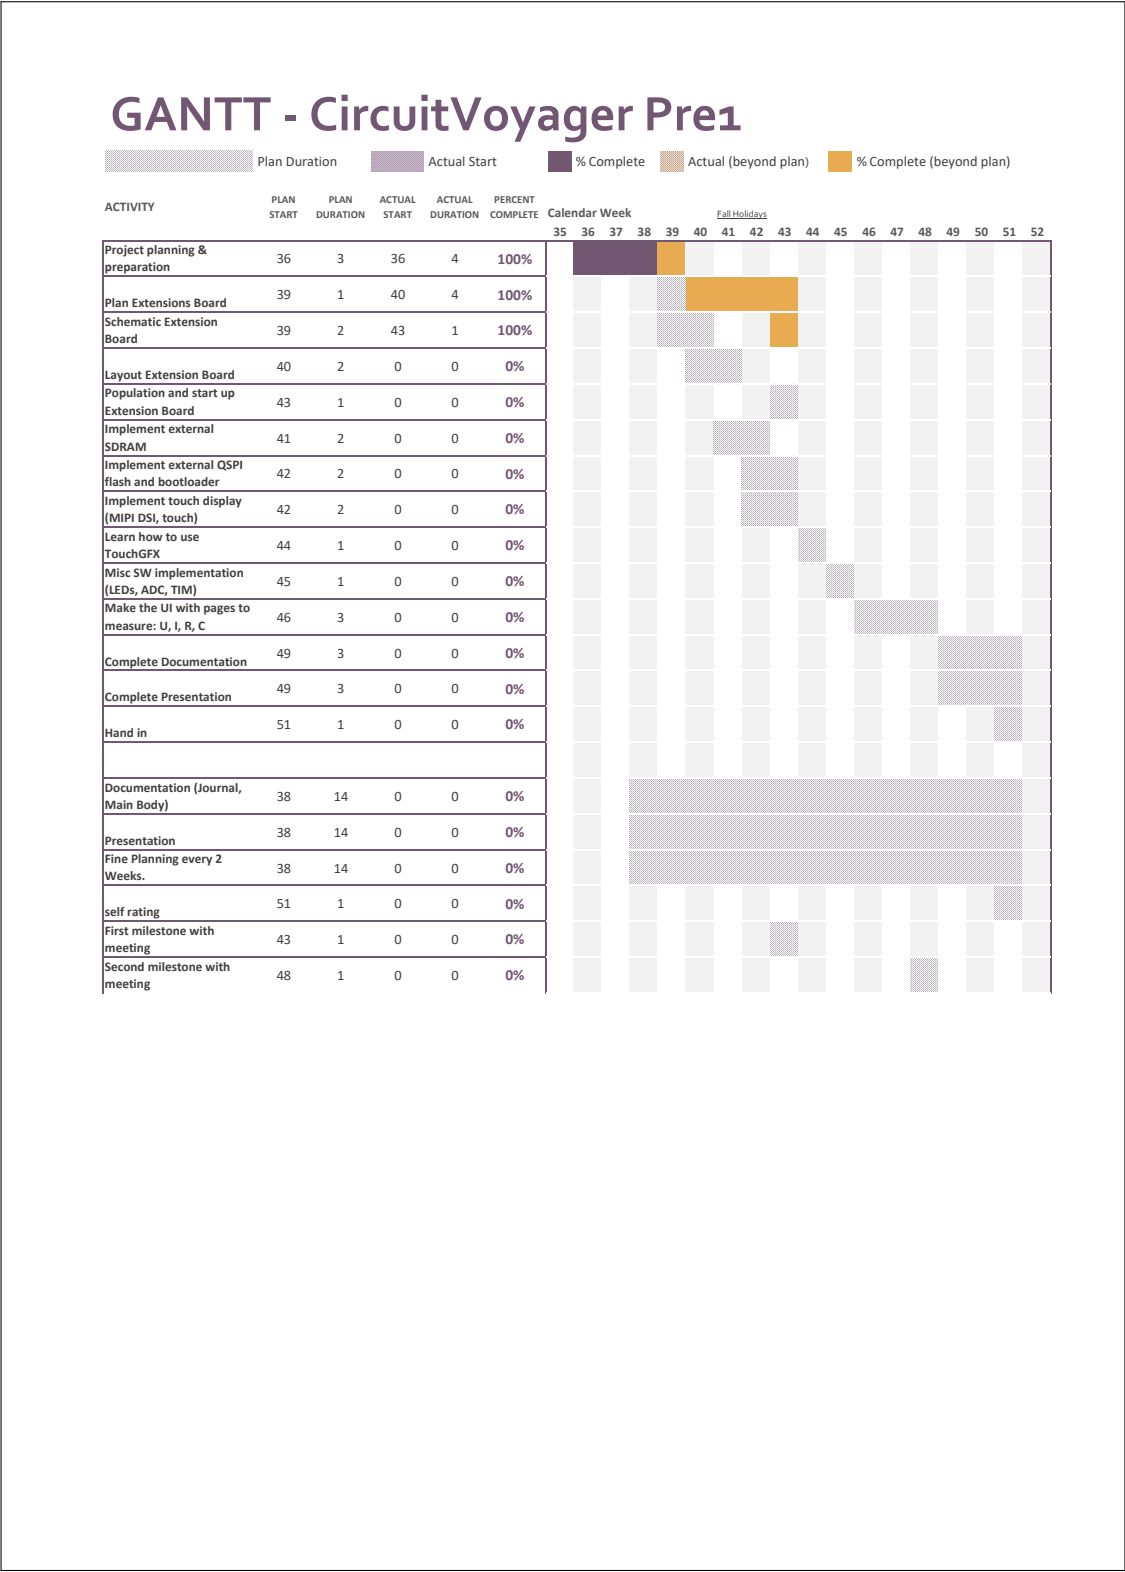 GANTT - CircuitVoyager Pre1
Plan Duration Actual Start % Complete Actual (beyond plan) % Complete (beyond plan)
ACTIVITY PLAN START PLAN DURATION ACTUAL START ACTUAL DURATION PERCENT COMPLETE Calendar Week Fall Holidays
35 36 37 38 39 40 41 42 43 44 45 46 47 48 49 50 51 52
Project planning & preparation 36 3 36 4 100%
Plan Extensions Board 39 1 40 4 100%
Schematic Extension Board 39 2 43 1 100%
Layout Extension Board 40 2 0 0 0%
Population and start up Extension Board 43 1 0 0 0%
Implement external SDRAM 41 2 0 0 0%
Implement external QSPI flash and bootloader 42 2 0 0 0%
Implement touch display (MIPI DSI, touch) 42 2 0 0 0%
Learn how to use TouchGFX 44 1 0 0 0%
Misc SW implementation (LEDs, ADC, TIM) 45 1 0 0 0%
Make the UI with pages to measure: U, I, R, C 46 3 0 0 0%
Complete Documentation 49 3 0 0 0%
Complete Presentation 49 3 0 0 0%
Hand in 51 1 0 0 0%
Documentation (Journal, Main Body) 38 14 0 0 0%
Presentation 38 14 0 0 0%
Fine Planning every 2 Weeks. 38 14 0 0 0%
self rating 51 1 0 0 0%
First milestone with meeting 43 1 0 0 0%
Second milestone with meeting 48 1 0 0 0%